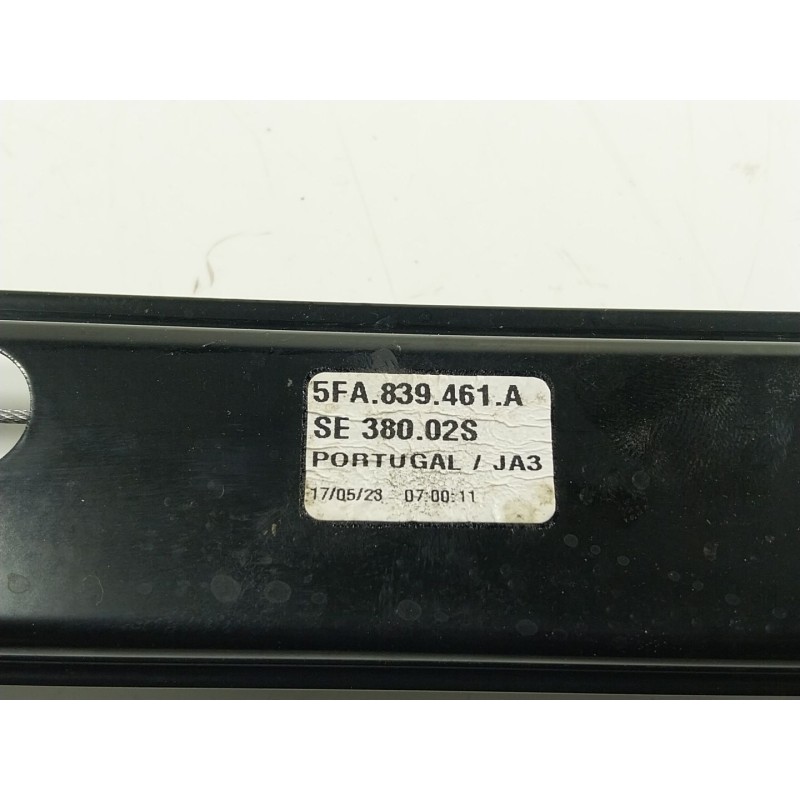 5FA.839.461.A
SE 380.02S
PORTUGAL / JA3
17/05/23 07:00:11